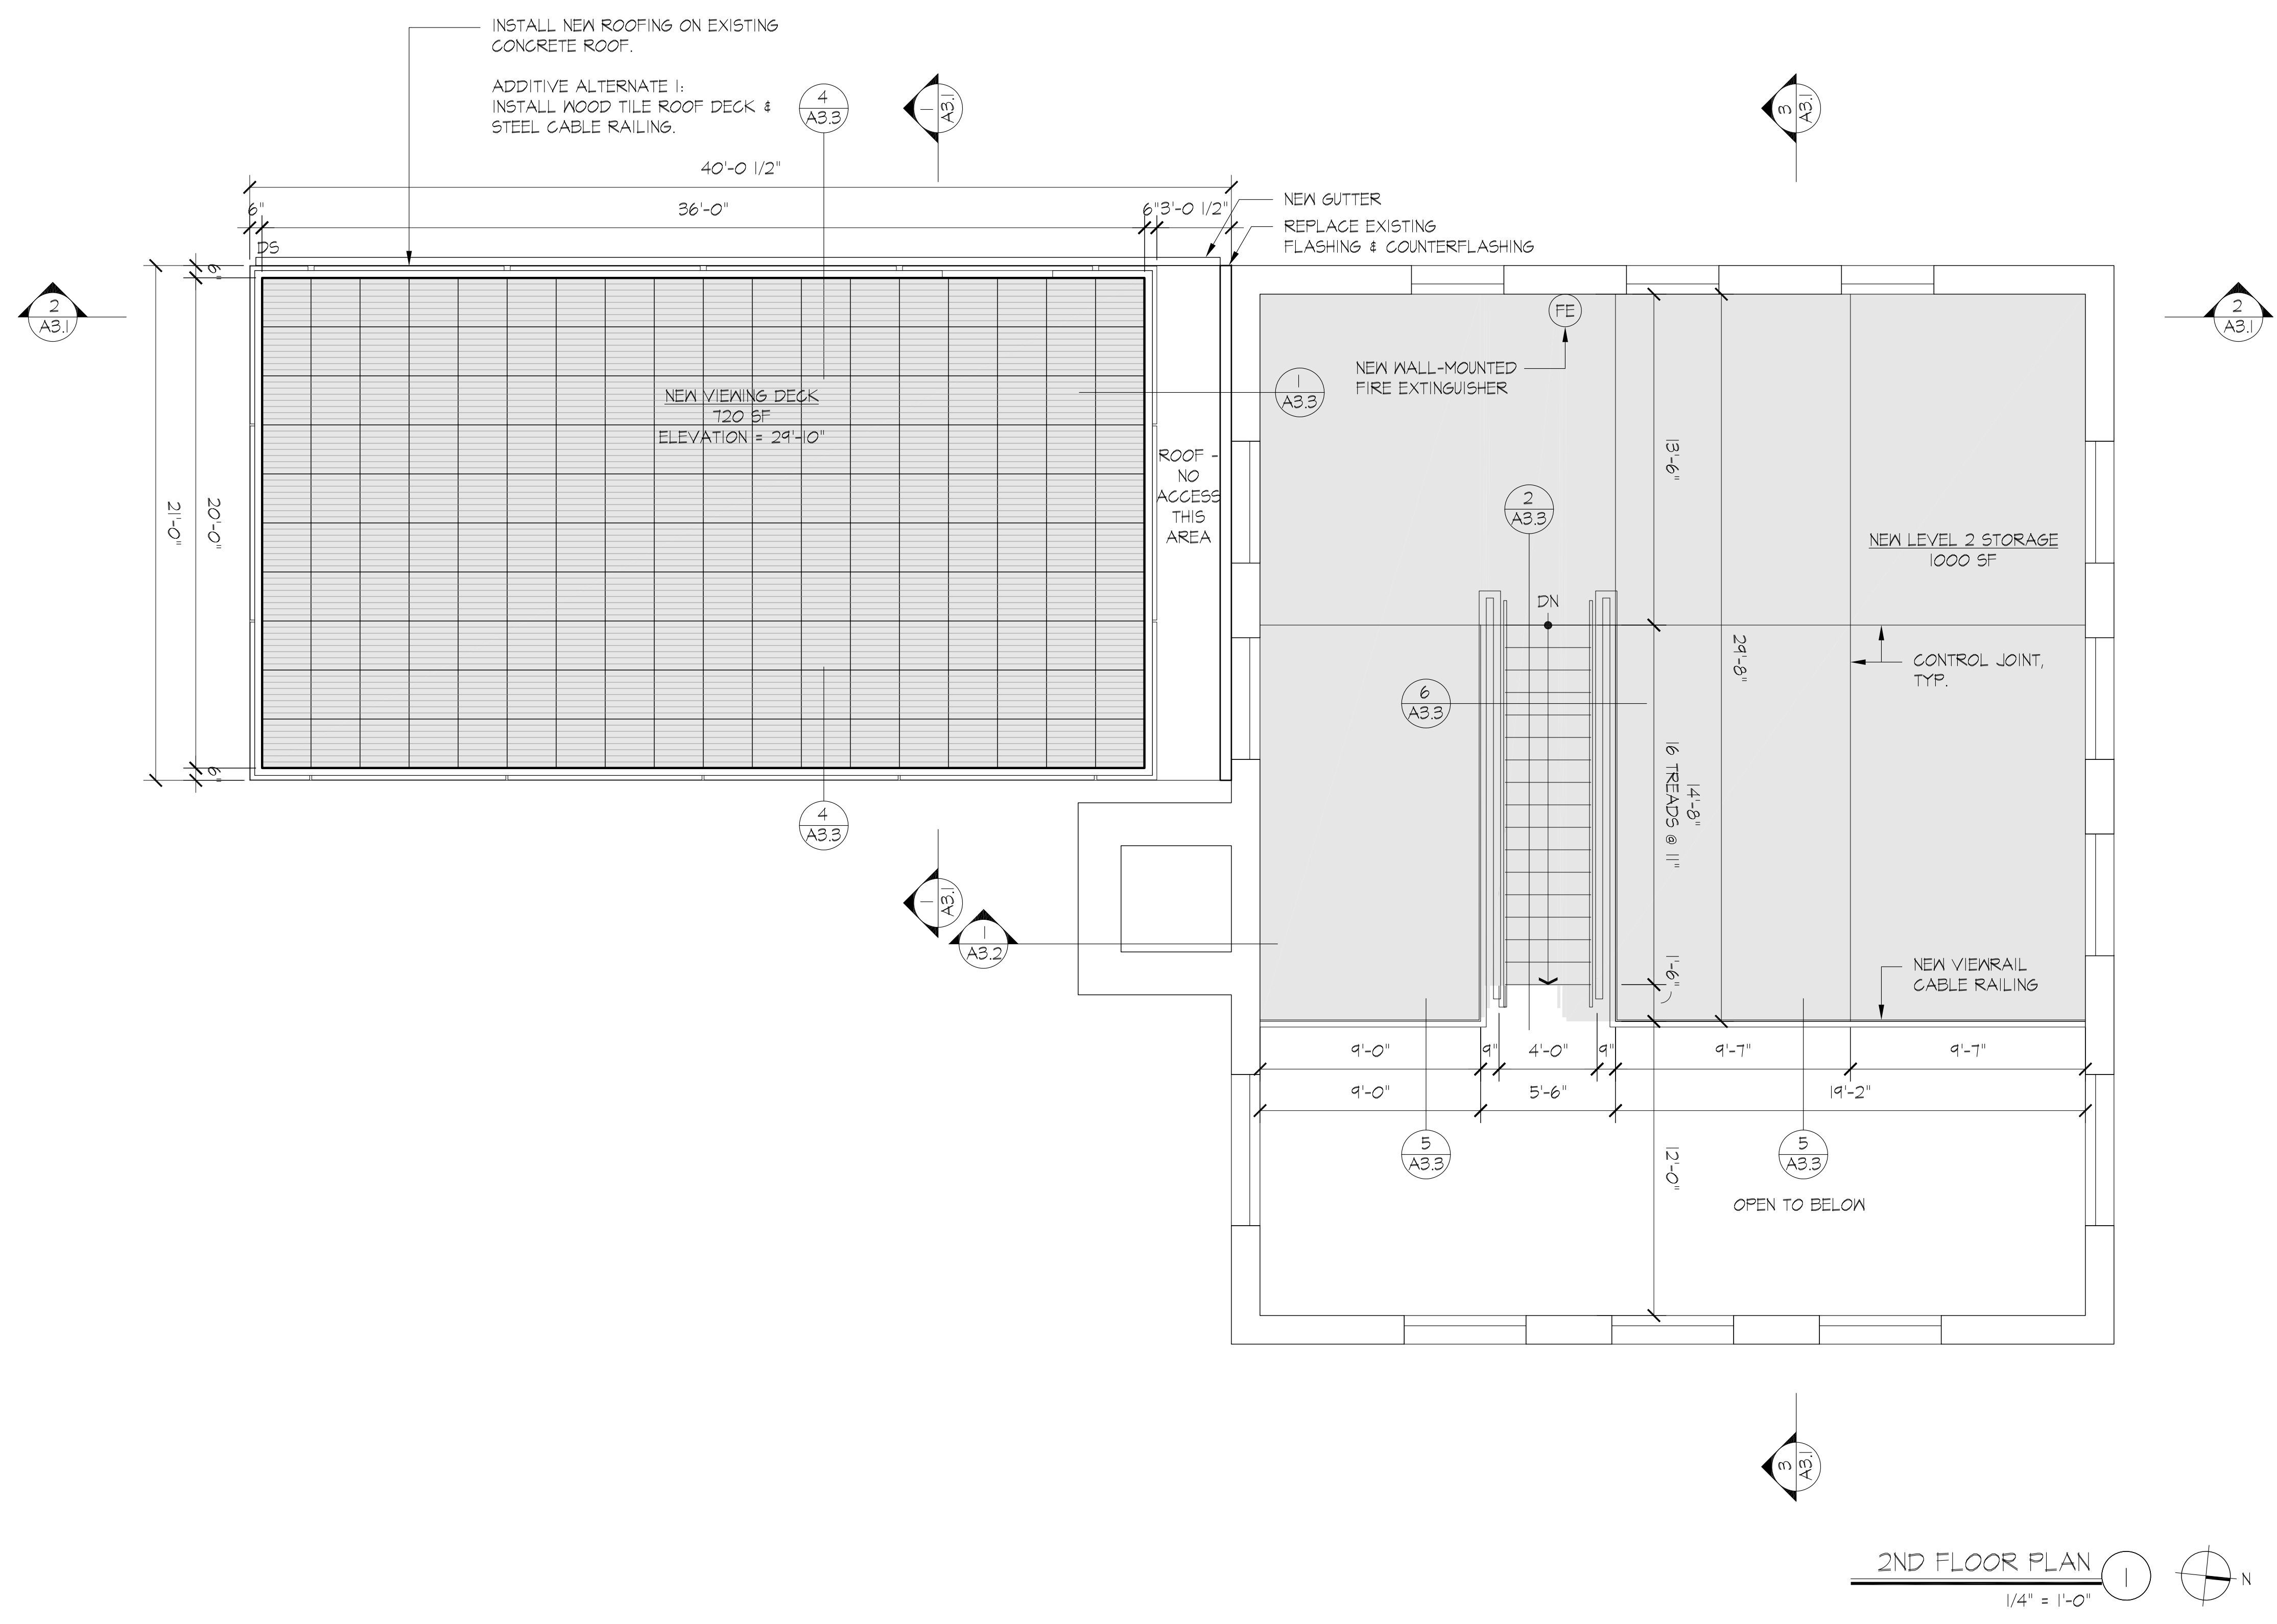 INSTALL NEW ROOFING ON EXISTING
CONCRETE ROOF.
ADDITIVE ALTERNATE 1:
INSTALL WOOD TILE ROOF DECK &
STEEL CABLE RAILING.
4
A3.3
1
A3.1
3
A3.1
40'-0 1/2"
6"
36'-0"
6"
3'-0 1/2"
NEW GUTTER
REPLACE EXISTING
FLASHING & COUNTERFLASHING
DS
6"
2
A3.1
2
A3.1
FE
NEW WALL-MOUNTED
FIRE EXTINGUISHER
1
A3.3
NEW VIEWING DECK
720 SF
ELEVATION = 29'-10"
ROOF -
NO
ACCESS
THIS
AREA
13'-6"
2
A3.3
21'-0"
20'-0"
NEW LEVEL 2 STORAGE
1000 SF
DN
29'-8"
CONTROL JOINT,
TYP.
6
A3.3
6"
16 TREADS @ 11"
14'-8"
4
A3.3
1
A3.1
1
A3.2
1'-6"
NEW VIEWRAIL
CABLE RAILING
9'-0"
9"
4'-0"
9"
9'-7"
9'-7"
9'-0"
5'-6"
19'-2"
5
A3.3
5
A3.3
12'-0"
OPEN TO BELOW
3
A3.1
2ND FLOOR PLAN
1
N
1/4" = 1'-0"